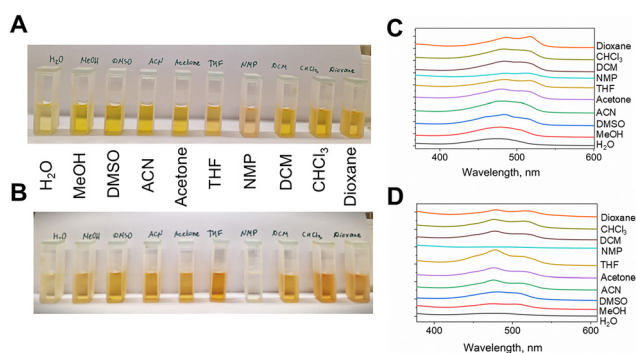 A
H2O MeOH DMSO ACN Acetone THF NMP DCM CHCl3 Dioxane
H2O MeOH DMSO ACN Acetone THF NMP DCM CHCl3 Dioxane
B
H2O MeOH DMSO ACN Acetone THF NMP DCM CHCl3 Dioxane
C
Dioxane
CHCl3
DCM
NMP
THF
Acetone
ACN
DMSO
MeOH
H2O
400 500 600
Wavelength, nm
D
Dioxane
CHCl3
DCM
NMP
THF
Acetone
ACN
DMSO
MeOH
H2O
400 500 600
Wavelength, nm